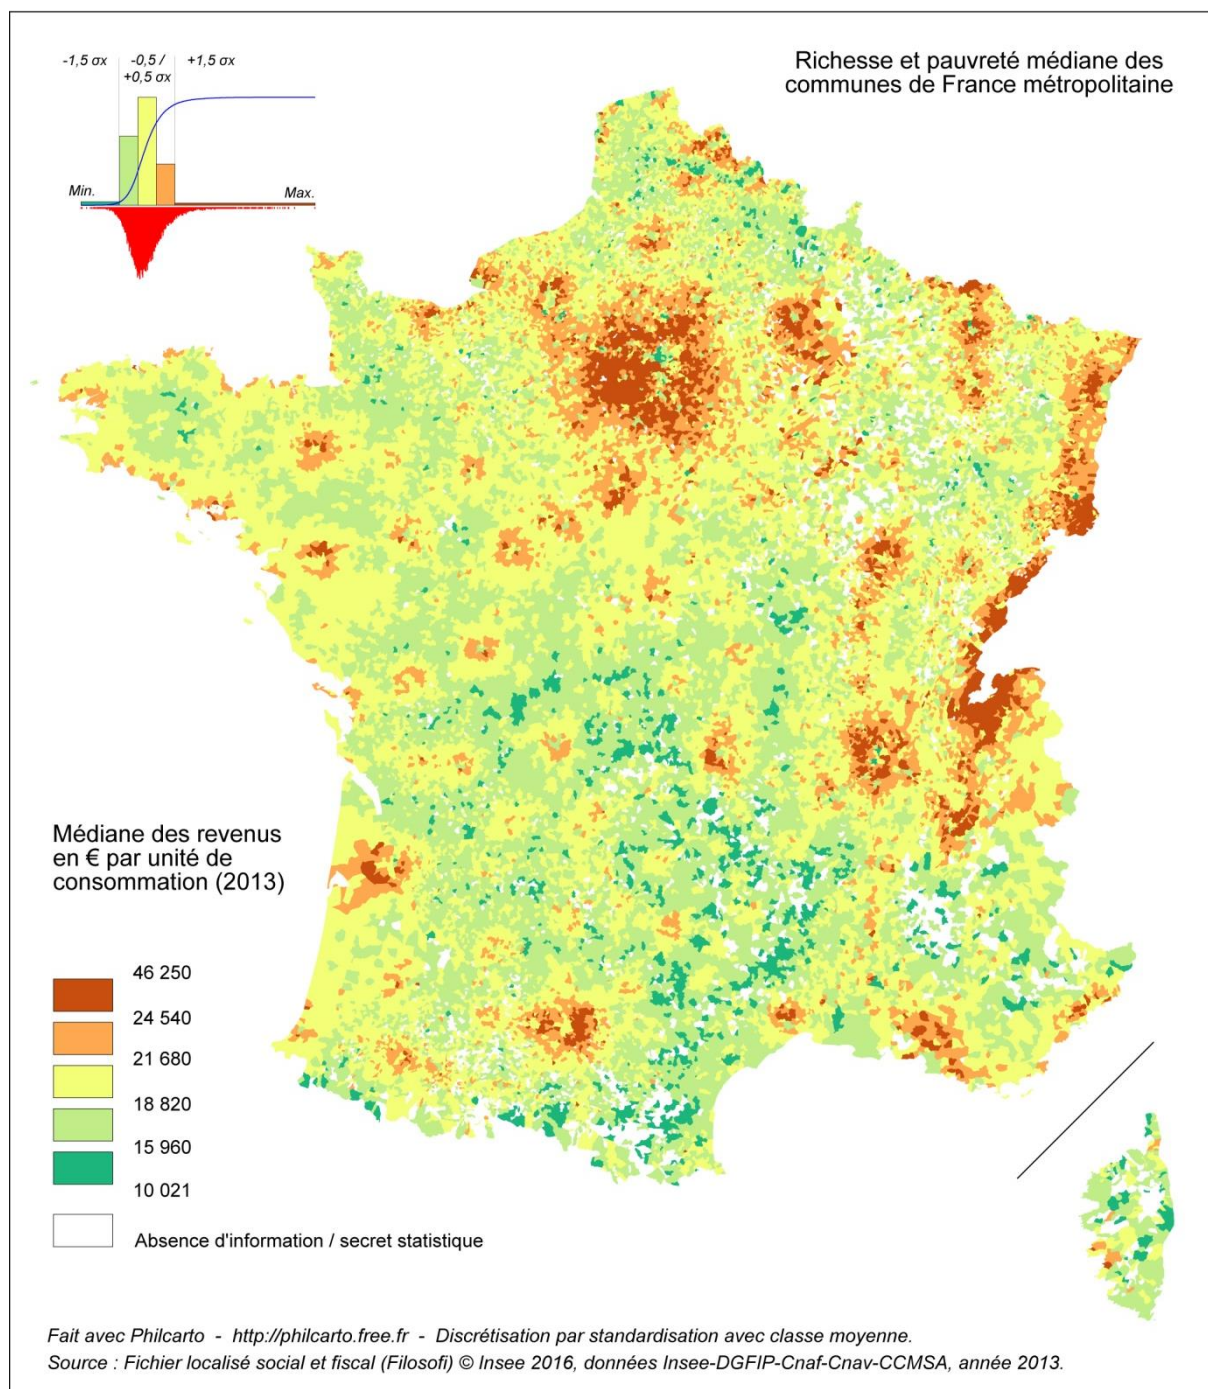 -1,5 σx
-0,5 /
+0,5 σx
+1,5 σx
Min.
Max.
Richesse et pauvreté médiane des
communes de France métropolitaine
Médiane des revenus
en € par unité de
consommation (2013)
46 250
24 540
21 680
18 820
15 960
10 021
Absence d'information / secret statistique
Fait avec Philcarto - http://philcarto.free.fr - Discrétisation par standardisation avec classe moyenne.
Source : Fichier localisé social et fiscal (Filosofi) © Insee 2016, données Insee-DGFIP-Cnaf-Cnav-CCMSA, année 2013.